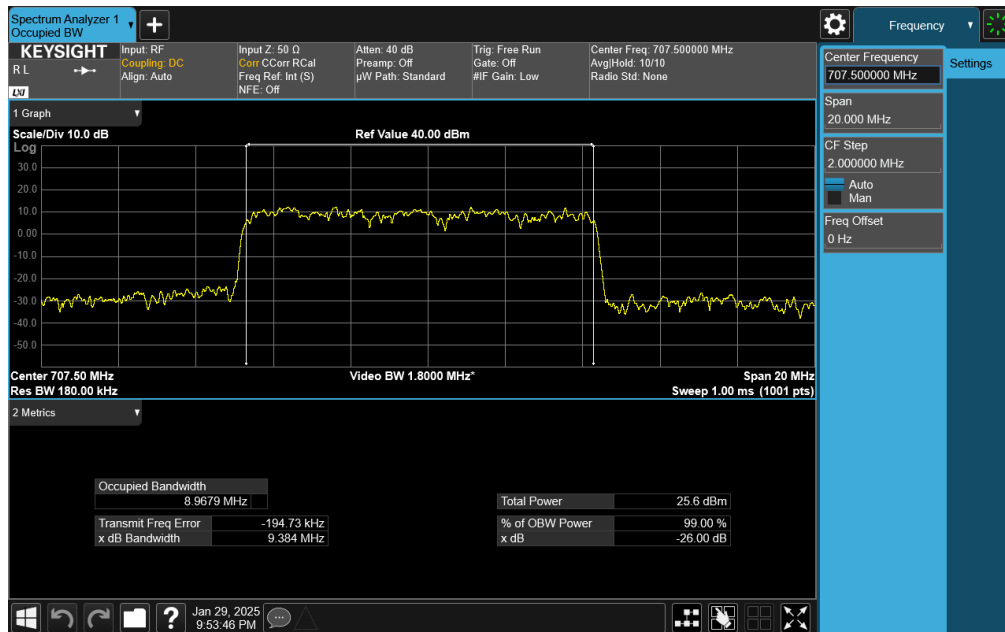 Spectrum Analyzer 1
Occupied BW
Frequency
KEYSIGHT
R L
LXI
Input: RF
Coupling: DC
Align: Auto
Input Z: 50 Ω
Corr CCorr RCal
Freq Ref: Int (S)
NFE: Off
Atten: 40 dB
Preamp: Off
µW Path: Standard
Trig: Free Run
Gate: Off
#IF Gain: Low
Center Freq: 707.500000 MHz
Avg|Hold: 10/10
Radio Std: None
Center Frequency
707.500000 MHz
Settings
Span
20.000 MHz
CF Step
2.000000 MHz
Auto
Man
Freq Offset
0 Hz
1 Graph
Scale/Div 10.0 dB
Ref Value 40.00 dBm
Log
30.0
20.0
10.0
0.00
-10.0
-20.0
-30.0
-40.0
-50.0
Center 707.50 MHz
Video BW 1.8000 MHz*
Span 20 MHz
Res BW 180.00 kHz
Sweep 1.00 ms (1001 pts)
2 Metrics
Occupied Bandwidth
8.9679 MHz
Total Power 25.6 dBm
Transmit Freq Error -194.73 kHz
% of OBW Power 99.00 %
x dB Bandwidth 9.384 MHz
x dB -26.00 dB
?
Jan 29, 2025
9:53:46 PM